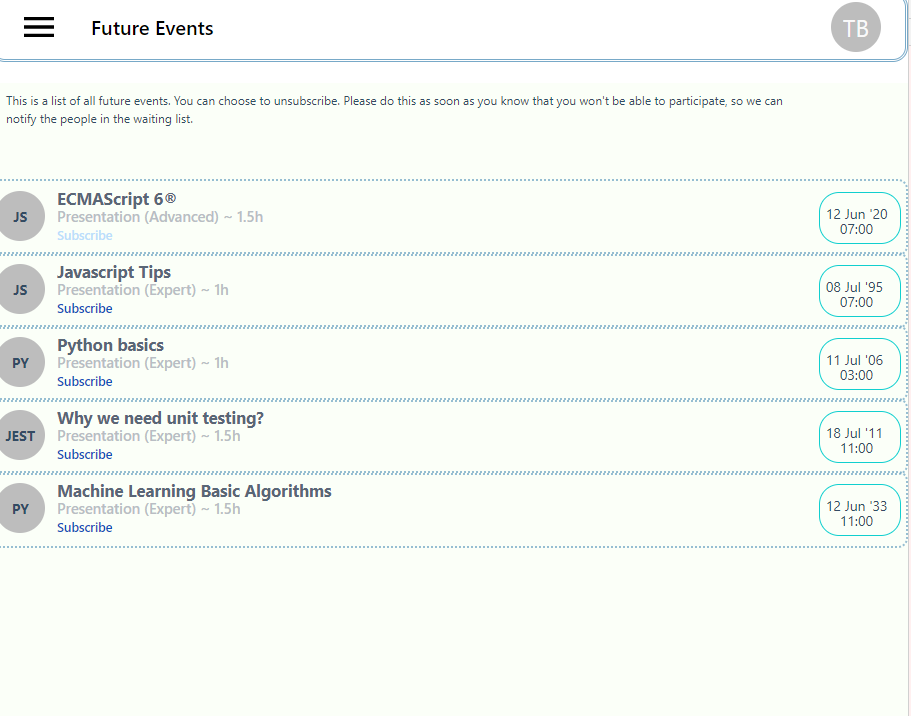 Future Events
TB
This is a list of all future events. You can choose to unsubscribe. Please do this as soon as you know that you won't be able to participate, so we can
notify the people in the waiting list.
JS
ECMAScript 6®
Presentation (Advanced) ~ 1.5h
Subscribe
12 Jun '20
07:00
JS
Javascript Tips
Presentation (Expert) ~ 1h
Subscribe
08 Jul '95
07:00
PY
Python basics
Presentation (Expert) ~ 1h
Subscribe
11 Jul '06
03:00
JEST
Why we need unit testing?
Presentation (Expert) ~ 1.5h
Subscribe
18 Jul '11
11:00
PY
Machine Learning Basic Algorithms
Presentation (Expert) ~ 1.5h
Subscribe
12 Jun '33
11:00